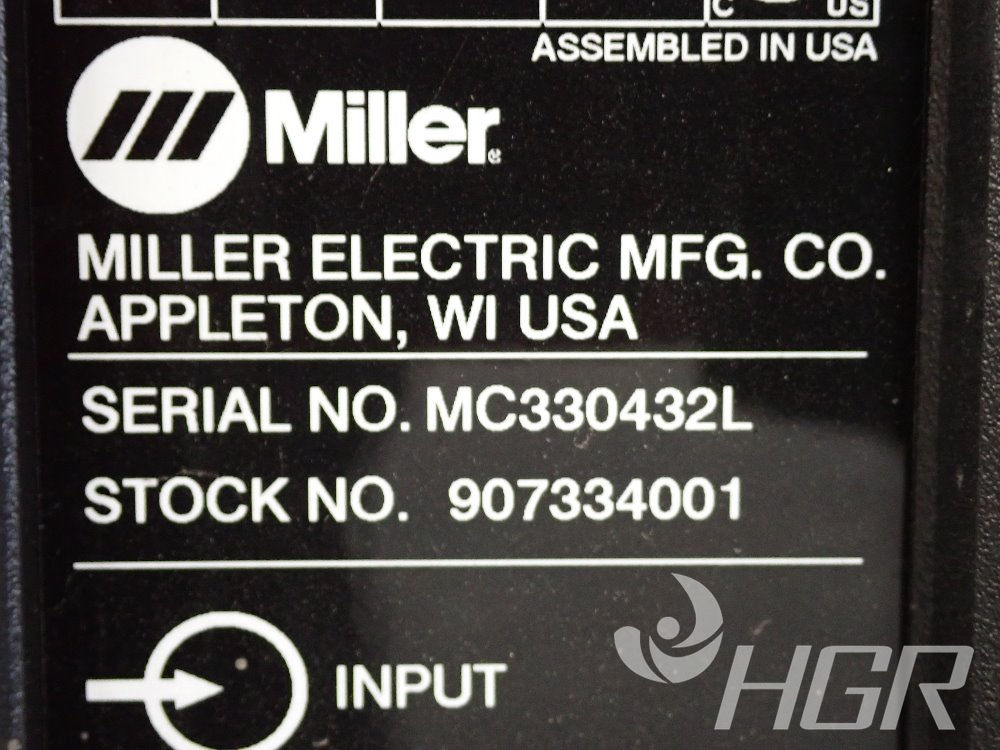 C US
ASSEMBLED IN USA
Miller®
MILLER ELECTRIC MFG. CO.
APPLETON, WI USA
SERIAL NO. MC330432L
STOCK NO. 907334001
INPUT
HGR